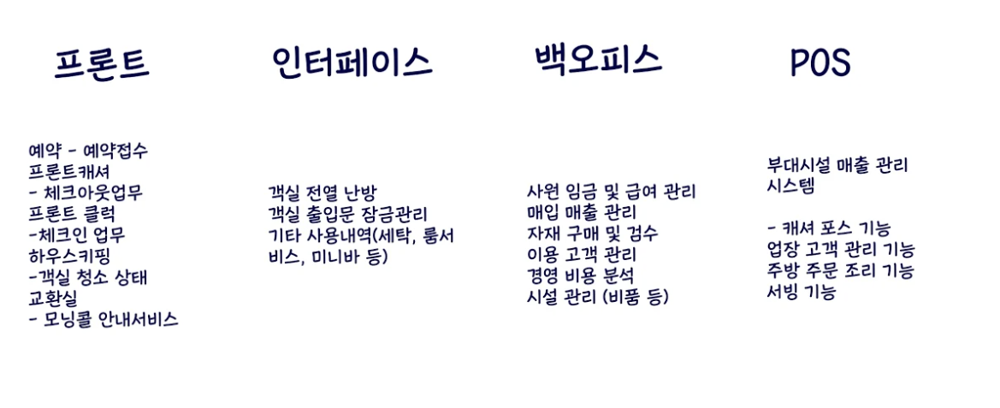 프론트
예약 - 예약접수
프론트캐셔
- 체크아웃업무
프론트 클럭
-체크인 업무
하우스키핑
-객실 청소 상태
교환실
- 모닝콜 안내서비스
인터페이스
객실 전열 난방
객실 출입문 잠금관리
기타 사용내역(세탁, 룸서
비스, 미니바 등)
백오피스
사원 임금 및 급여 관리
매입 매출 관리
자재 구매 및 검수
이용 고객 관리
경영 비용 분석
시설 관리 (비품 등)
POS
부대시설 매출 관리
시스템
- 캐셔 포스 기능
업장 고객 관리 기능
주방 주문 조리 기능
서빙 기능